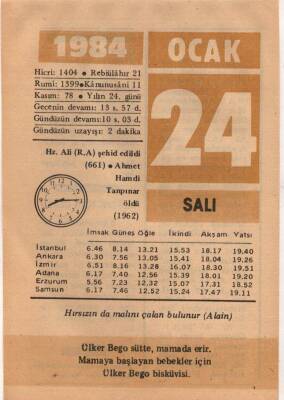 1984
OCAK
Hicri: 1404 ● Rebiülâhır 21
Rumi: 1399●Kânunusâni 11
Kasım: 78 ● Yılın 24. günü
Gecenin devamı: 13 s. 57 d.
Gündüzün devamı:10 s. 03 d.
Gündüzün uzayışı: 2 dakika
24
Hz. Ali (R.A) şehid edildi
(661) ● Ahmet
Hamdi
Tanpınar
öldü
(1962)
SALI
İmsak Güneş Öğle İkindi Akşam Yatsı
İstanbul 6.46 8.14 13.21 15.53 18.17 19.40
Ankara 6.30 7.56 13.05 15.41 18.04 19.26
İzmir 6.51 8.16 13.28 16.07 18.30 19.51
Adana 6.17 7.40 12.56 15.39 18.01 19.20
Erzurum 5.56 7.23 12.32 15.07 17.31 18.52
Samsun 6.17 7.46 12.52 15.24 17.47 19.11
Hırsızın da malını çalan bulunur (Alain)
Ülker Bego sütte, mamada erir.
Mamaya başlayan bebekler için
Ülker Bego bisküvisi.